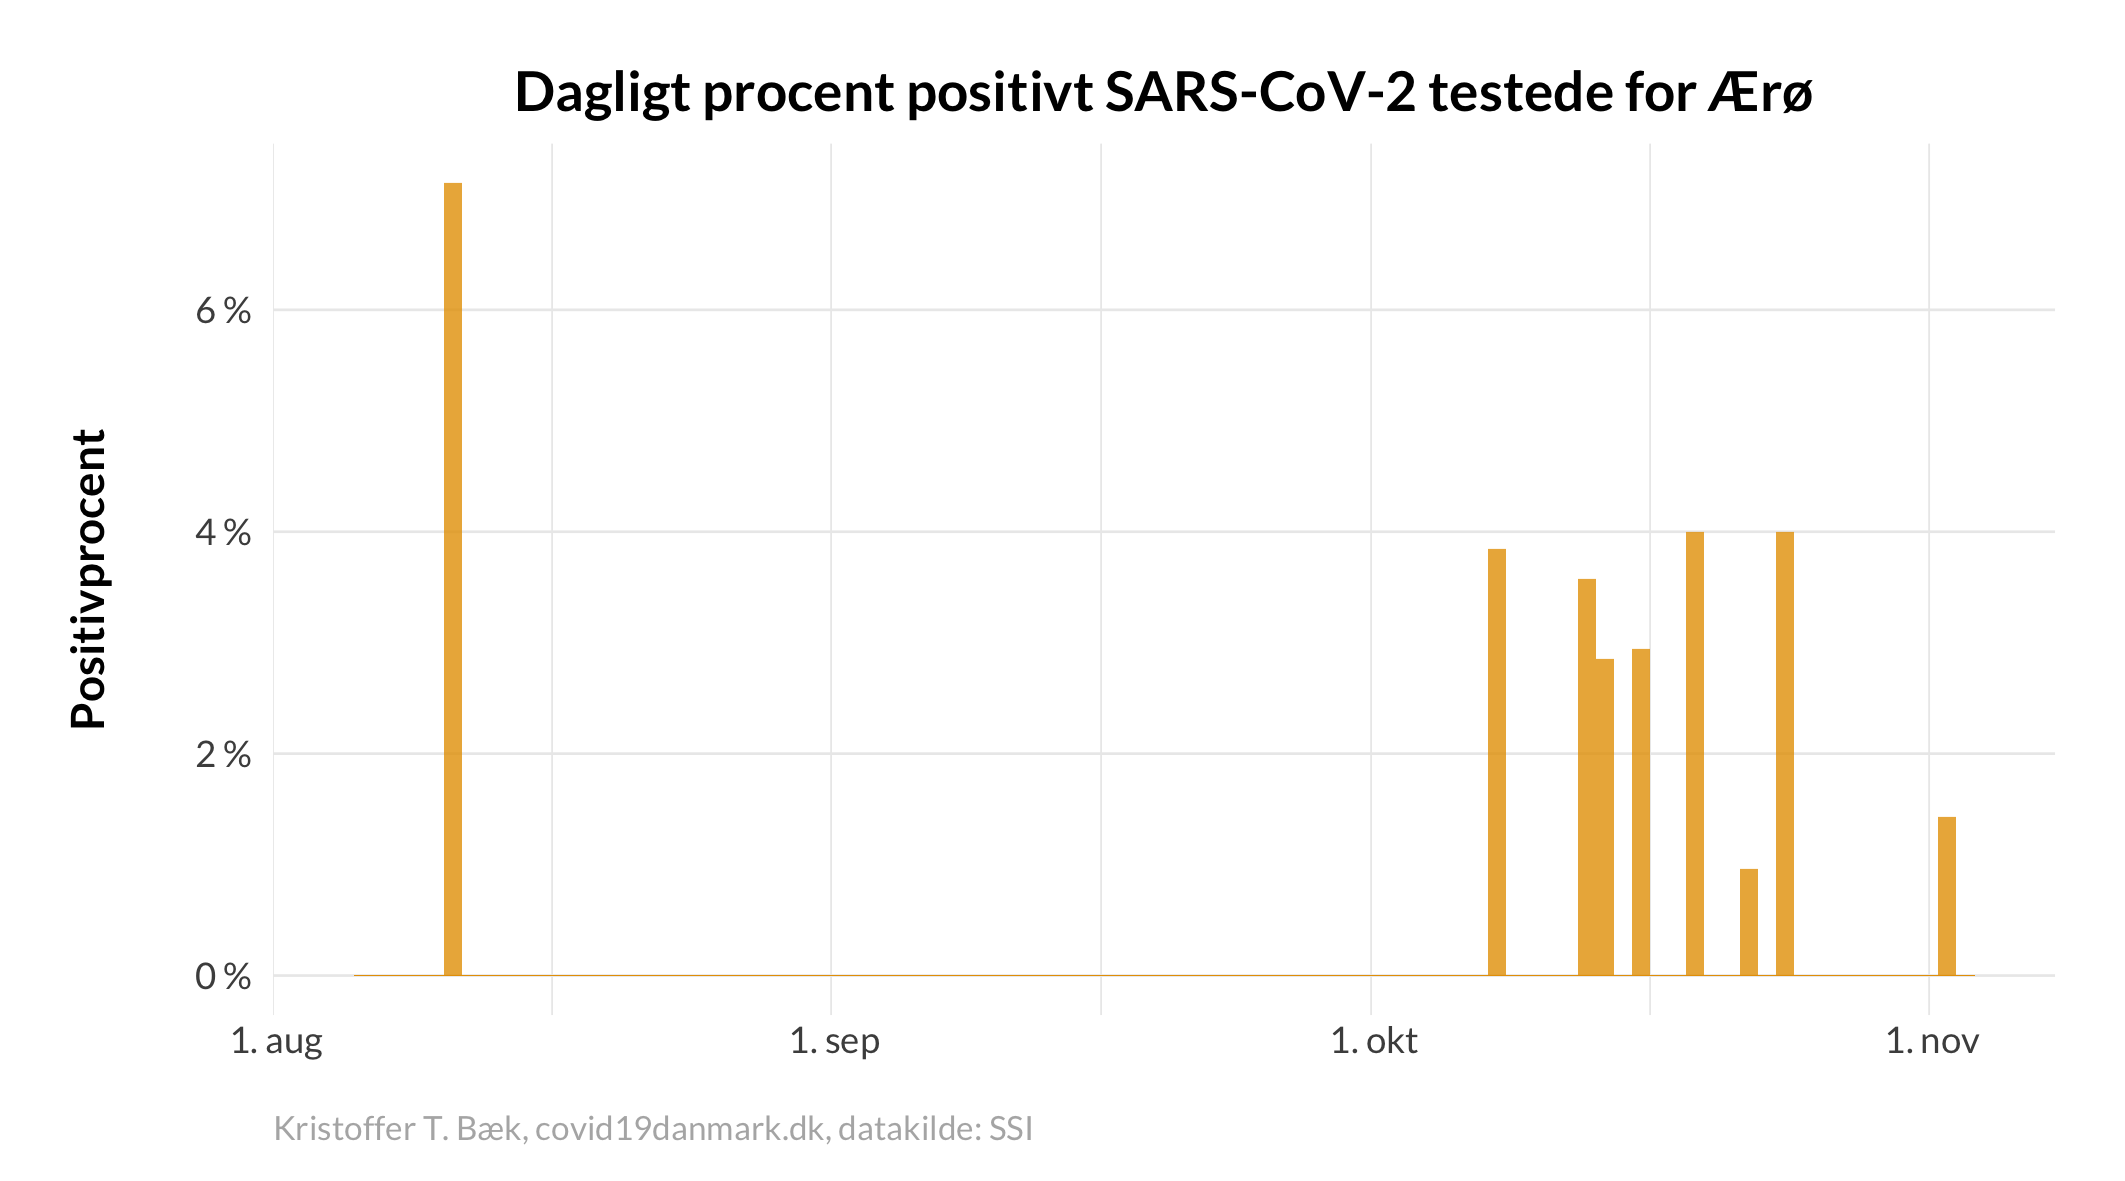 Dagligt procent positivt SARS-CoV-2 testede for Ærø
Positivprocent
6 %
4 %
2 %
0 %
1. aug
1. sep
1. okt
1. nov
Kristoffer T. Bæk, covid19danmark.dk, datakilde: SSI